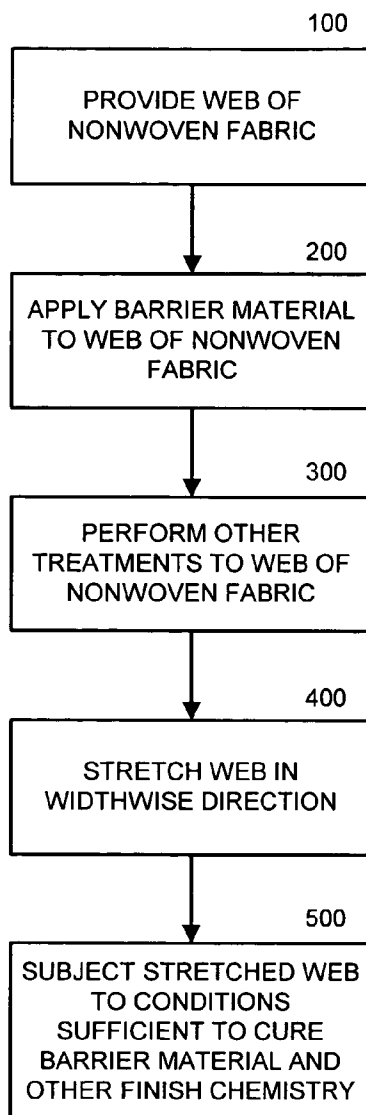 100
PROVIDE WEB OF
NONWOVEN FABRIC
200
APPLY BARRIER MATERIAL
TO WEB OF NONWOVEN
FABRIC
300
PERFORM OTHER
TREATMENTS TO WEB OF
NONWOVEN FABRIC
400
STRETCH WEB IN
WIDTHWISE DIRECTION
500
SUBJECT STRETCHED WEB
TO CONDITIONS
SUFFICIENT TO CURE
BARRIER MATERIAL AND
OTHER FINISH CHEMISTRY